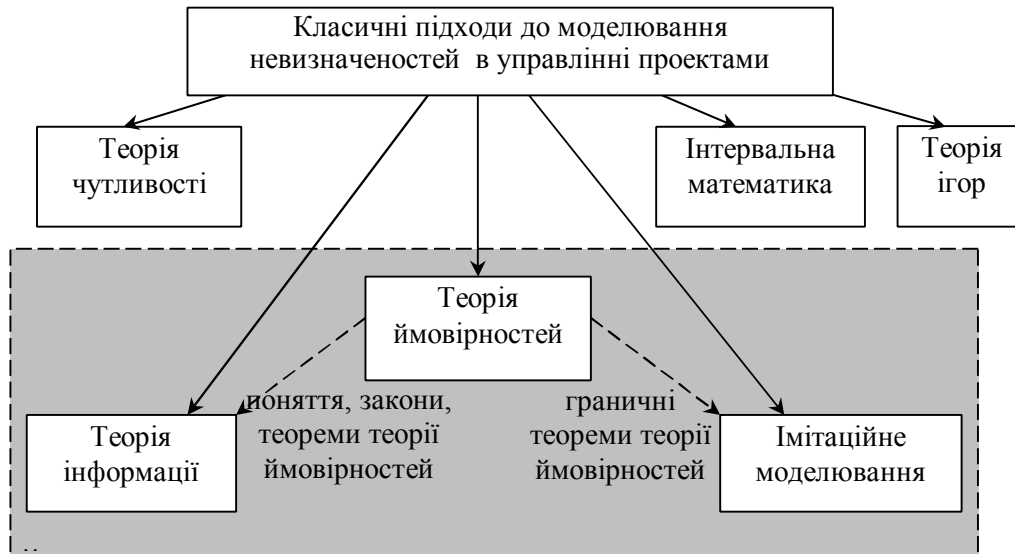 Класичні підходи до моделювання
невизначеностей в управлінні проектами
Теорія
чутливості
Інтервальна
математика
Теорія
ігор
Теорія
ймовірностей
поняття, закони,
теореми теорії
ймовірностей
граничні
теореми теорії
ймовірностей
Теорія
інформації
Імітаційне
моделювання